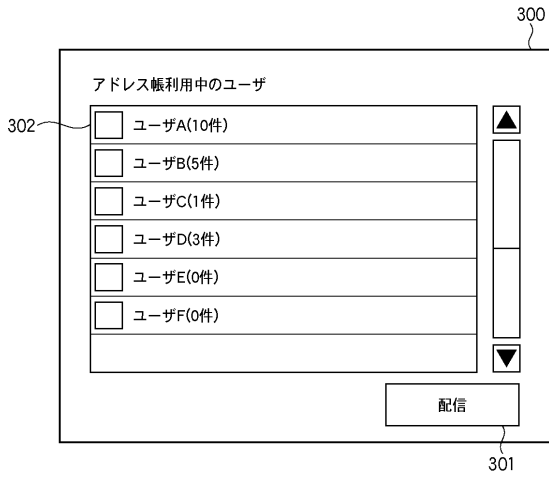 300
アドレス帳利用中のユーザ
302
ユーザA(10件)
▲
ユーザB(5件)
ユーザC(1件)
ユーザD(3件)
ユーザE(0件)
ユーザF(0件)
▼
配信
301